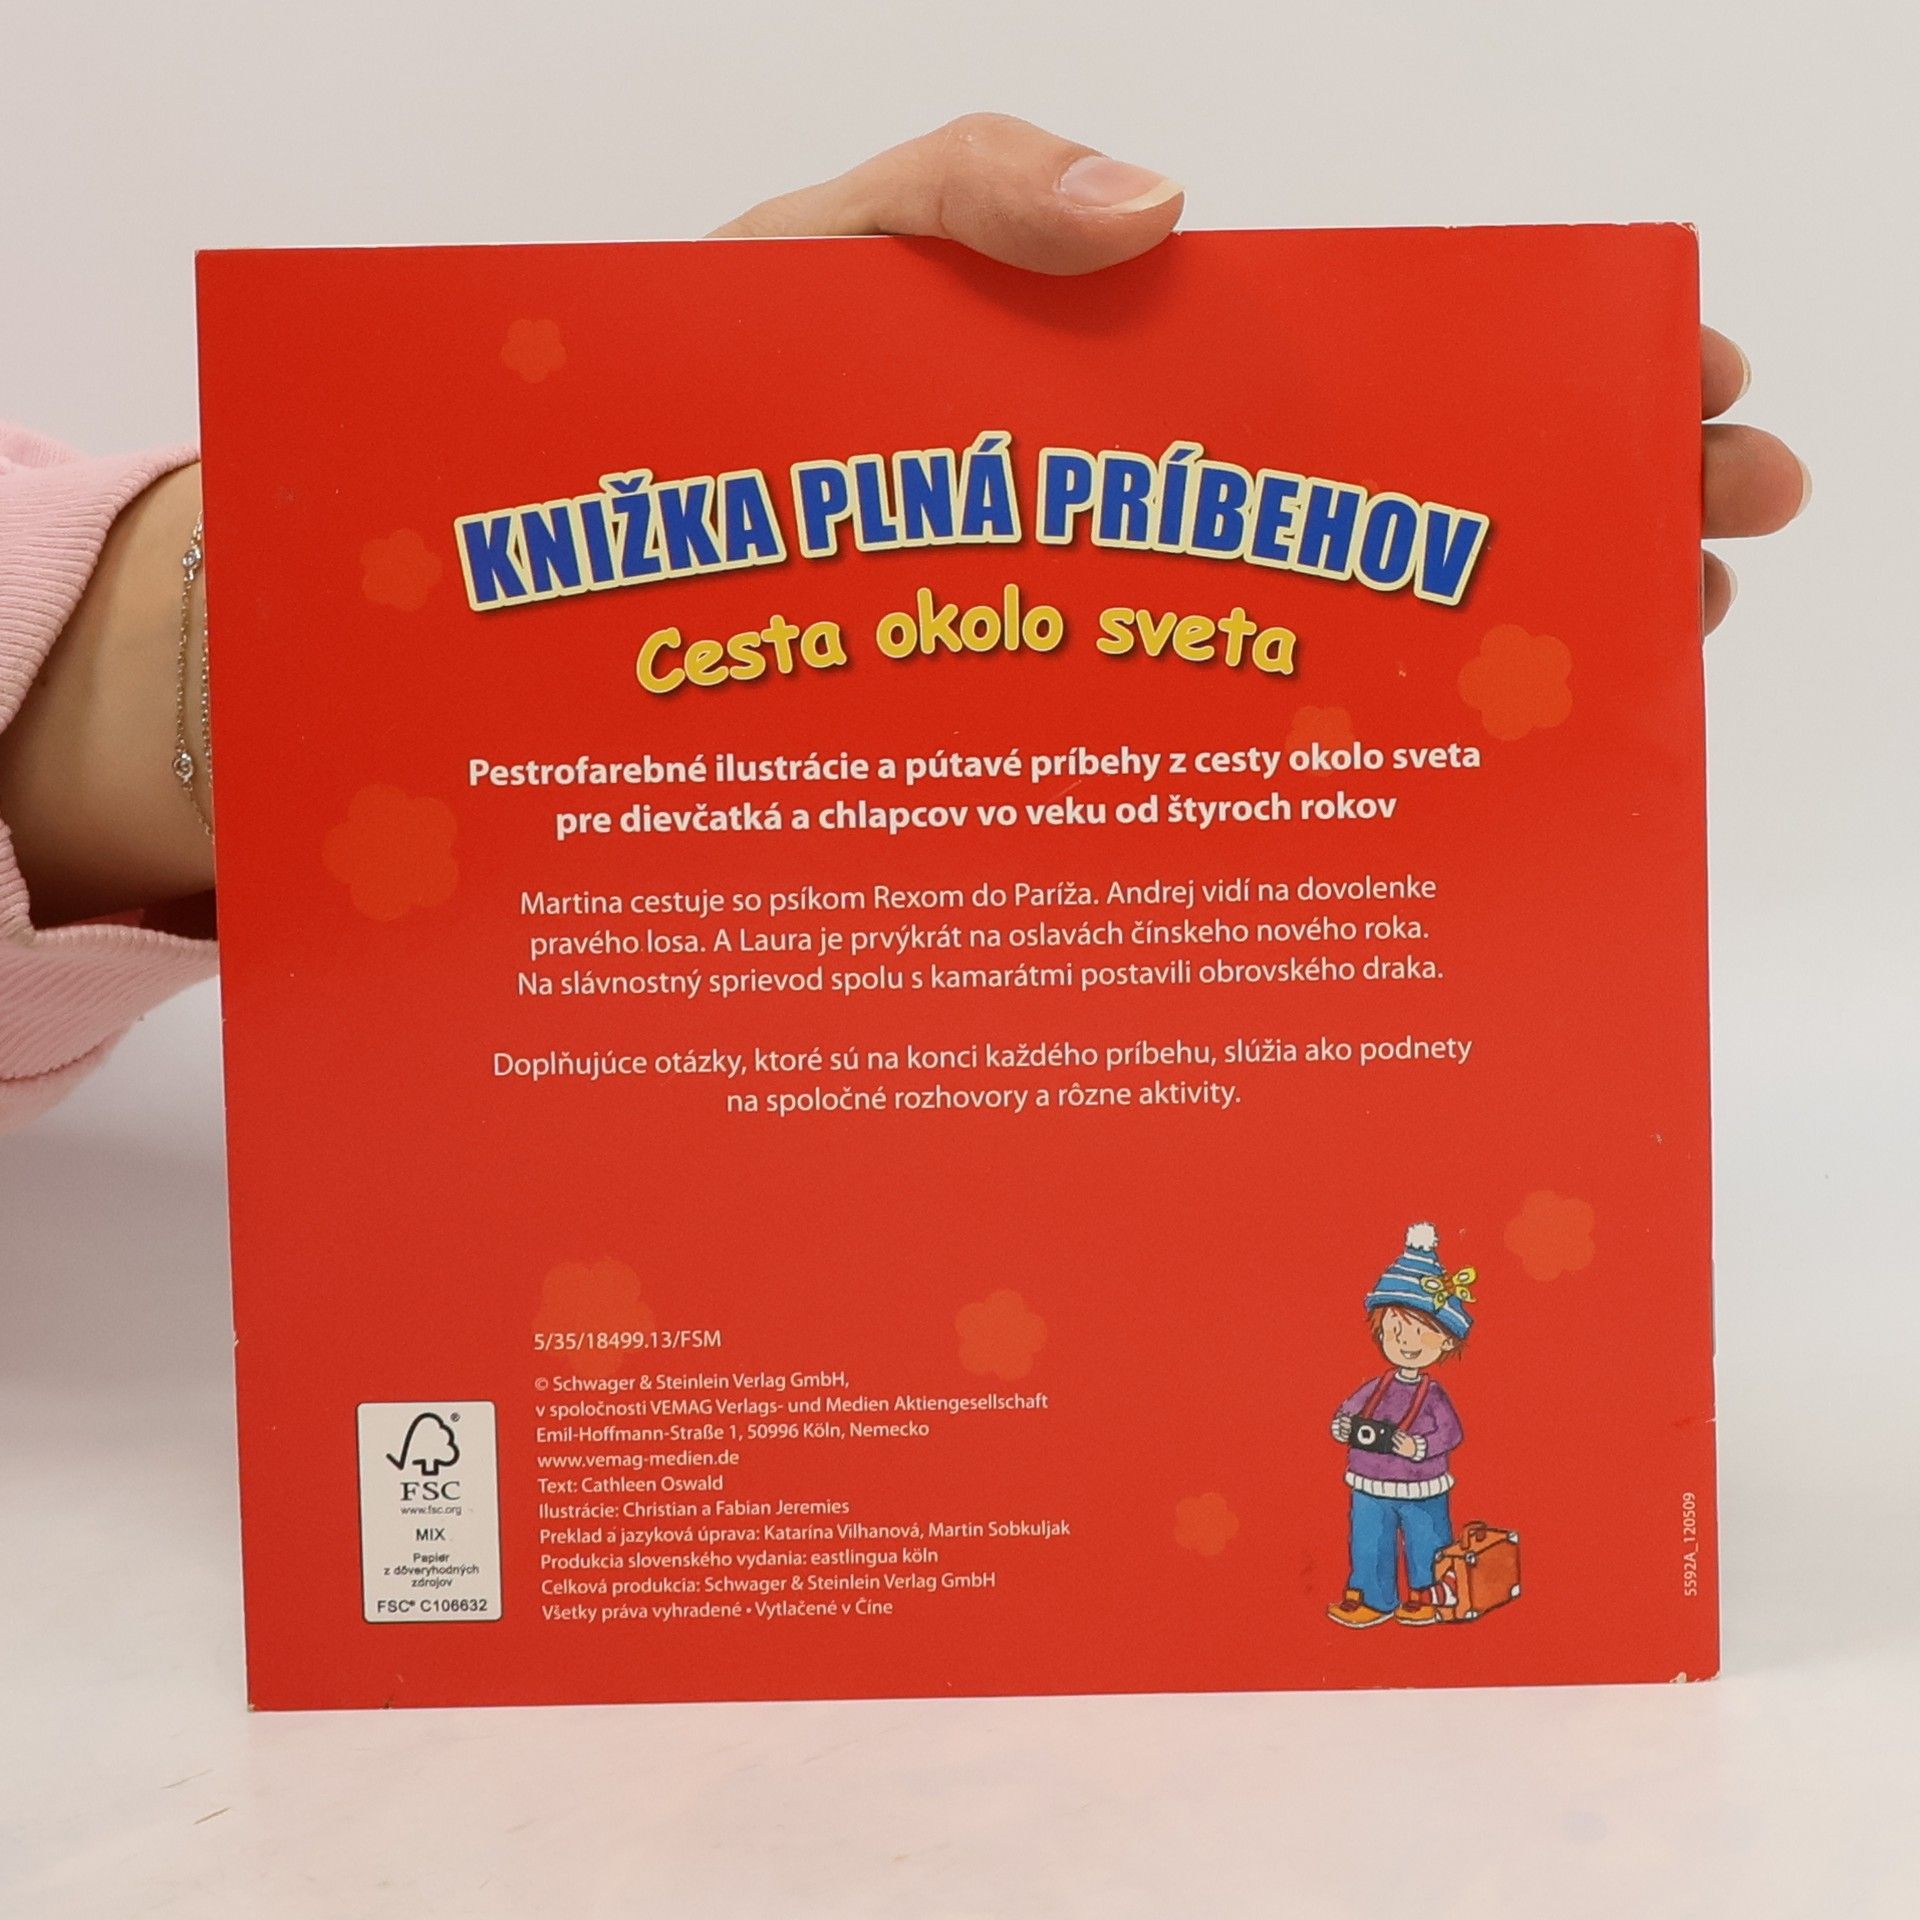 KNIŽKA PLNÁ PRÍBEHOV
Cesta okolo sveta
Pestrofarebné ilustrácie a pútavé príbehy z cesty okolo sveta
pre dievčatká a chlapcov vo veku od štyroch rokov
Martina cestuje so psíkom Rexom do Paríža. Andrej vidí na dovolenke
pravého losa. A Laura je prvýkrát na oslavách čínskeho nového roka.
Na slávnostný sprievod spolu s kamarátmi postavili obrovského draka.
Doplňujúce otázky, ktoré sú na konci každého príbehu, slúžia ako podnety
na spoločné rozhovory a rôzne aktivity.
5/35/18499.13/FSM
© Schwager & Steinlein Verlag GmbH,
v spoločnosti VEMAG Verlags- und Medien Aktiengesellschaft
Emil-Hoffmann-Straße 1, 50996 Köln, Nemecko
www.vemag-medien.de
Text: Cathleen Oswald
Ilustrácie: Christian a Fabian Jeremies
Preklad a jazyková úprava: Katarína Vilhanová, Martin Sobkuljak
Produkcia slovenského vydania: eastlingua köln
Celková produkcia: Schwager & Steinlein Verlag GmbH
Všetky práva vyhradené • Vytlačené v Číne
®
FSC
www.fsc.org
MIX
Papier
z dôveryhodných
zdrojov
FSC® C106632
5592A_120509